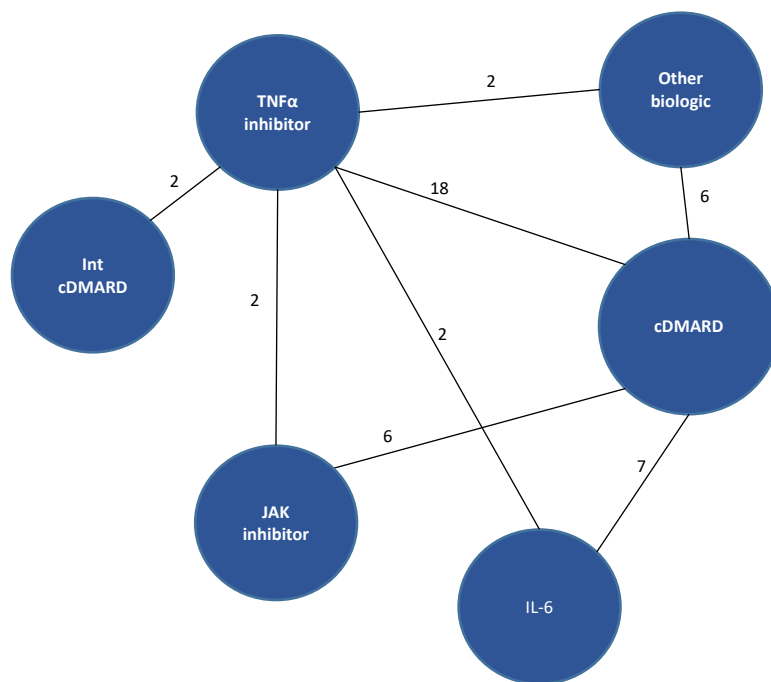 TNFα
inhibitor
2
Other
biologic
2
18
6
Int
cDMARD
2
2
cDMARD
6
7
JAK
inhibitor
IL-6